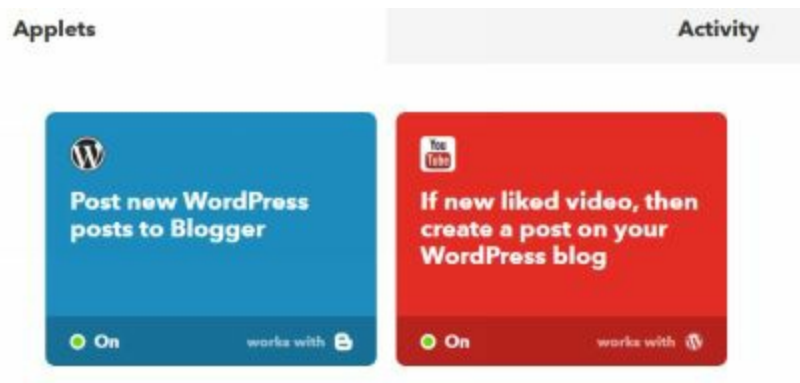 Applets
Activity
You
Tube
Post new WordPress
posts to Blogger
If new liked video, then
create a post on your
WordPress blog
On
works with
On
works with